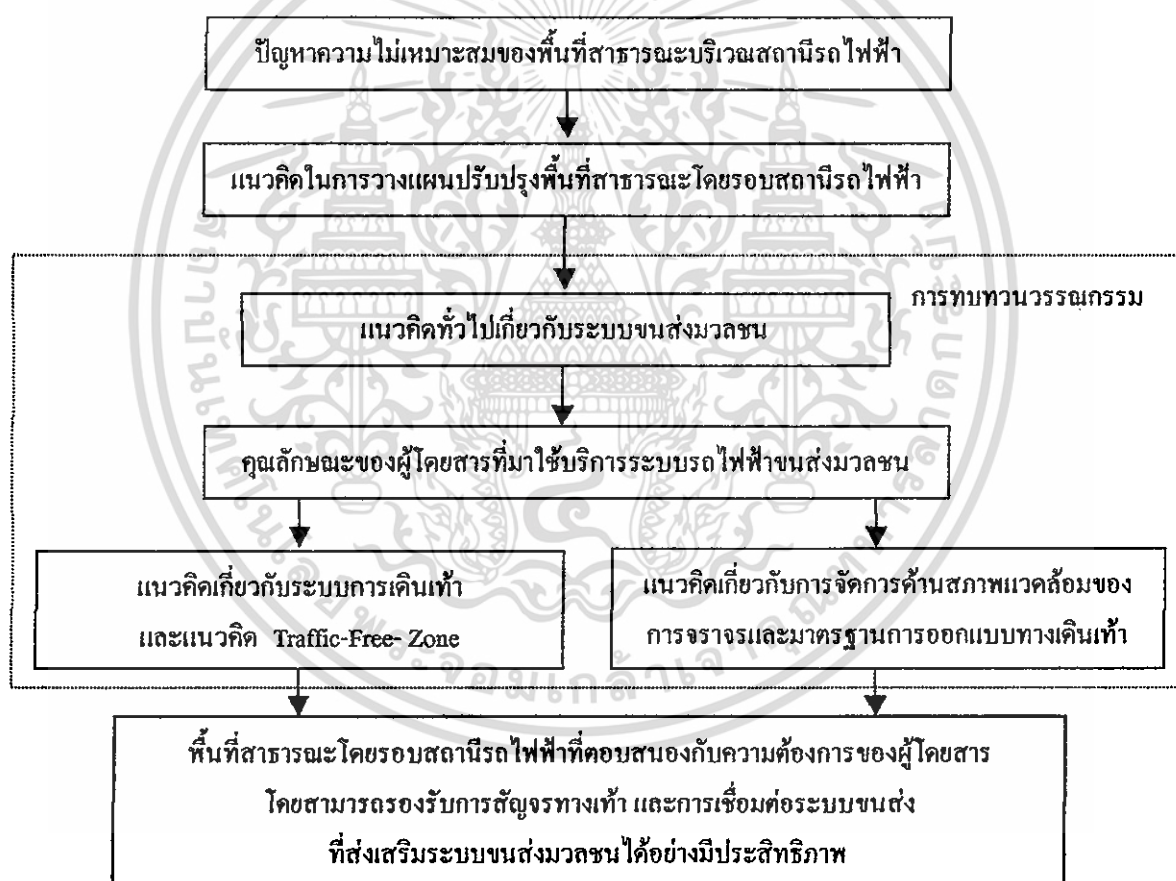 ปัญหาความไม่เหมาะสมของพื้นที่สาธารณะบริเวณสถานีรถไฟฟ้า
แนวคิดในการวางแผนปรับปรุงพื้นที่สาธารณะโดยรอบสถานีรถไฟฟ้า
การทบทวนวรรณกรรม
แนวคิดทั่วไปเกี่ยวกับระบบขนส่งมวลชน
คุณลักษณะของผู้โดยสารที่มาใช้บริการระบบรถไฟฟ้าขนส่งมวลชน
แนวคิดเกี่ยวกับระบบการเดินเท้า
และแนวคิด Traffic-Free- Zone
แนวคิดเกี่ยวกับการจัดการด้านสภาพแวดล้อมของ
การจราจรและมาตรฐานการออกแบบทางเดินเท้า
พื้นที่สาธารณะโดยรอบสถานีรถไฟฟ้าที่ตอบสนองกับความต้องการของผู้โดยสาร
โดยสามารถรองรับการสัญจรทางเท้า และการเชื่อมต่อระบบขนส่ง
ที่ส่งเสริมระบบขนส่งมวลชนได้อย่างมีประสิทธิภาพ